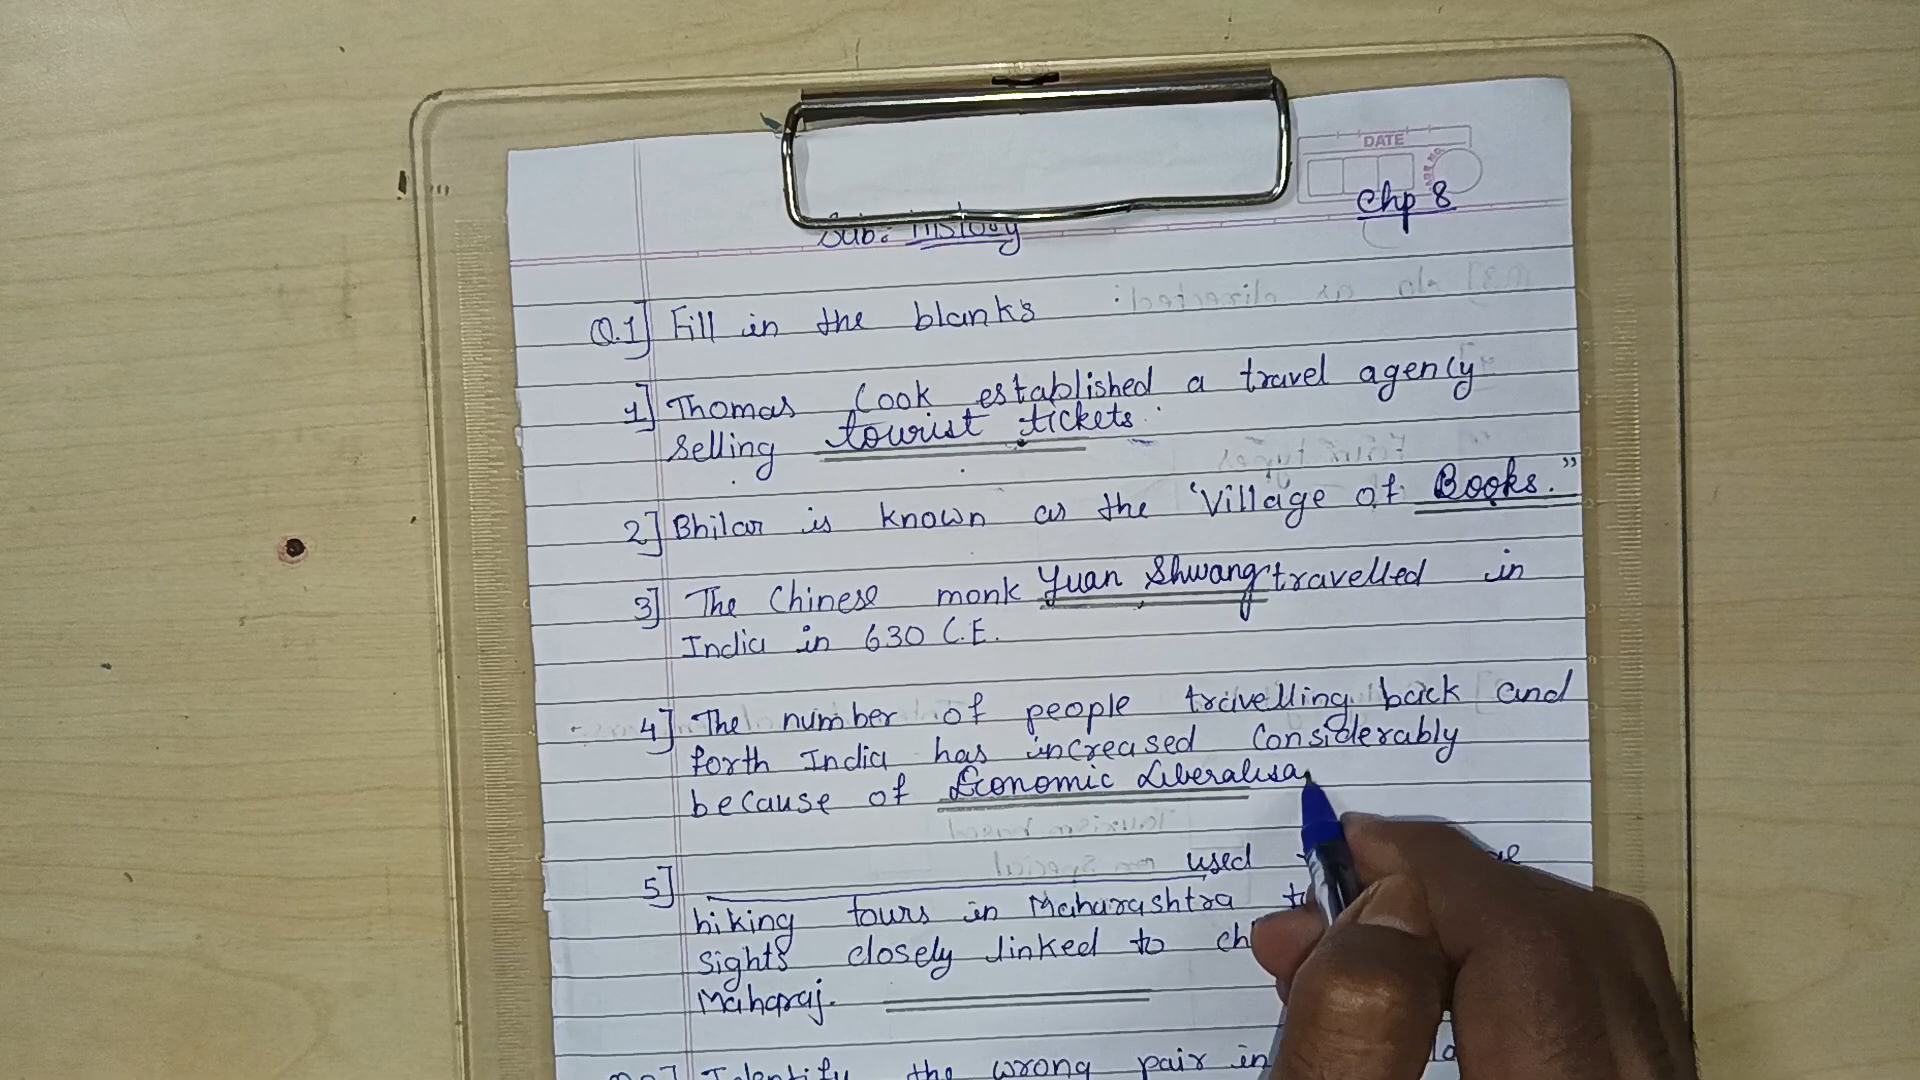 DATE
Chp 8
Sub: History
Q.1] Fill in the blanks
1] Thomas Cook established a travel agency
selling tourist tickets.
2] Bhilar is known as the 'Village of Books.”
3] The Chinese monk Yuan Shwang travelled in
India in 630 C.E.
4] The number of people travelling back and
forth India has increased considerably
because of Economic Liberalisa
5] used
hiking tours in Maharashtra
sights closely linked to
Maharaj.
Identify the wrong pair in